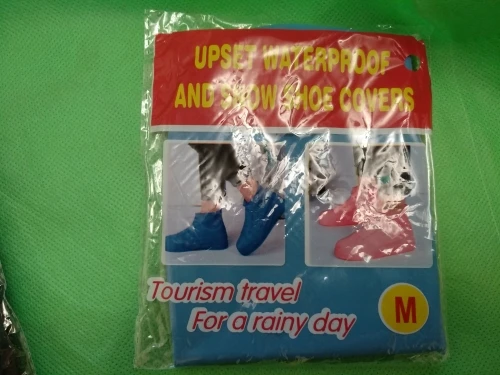 UPSET WATERPROOF
AND SNOW SHOE COVERS
Tourism travel
For a rainy day
M